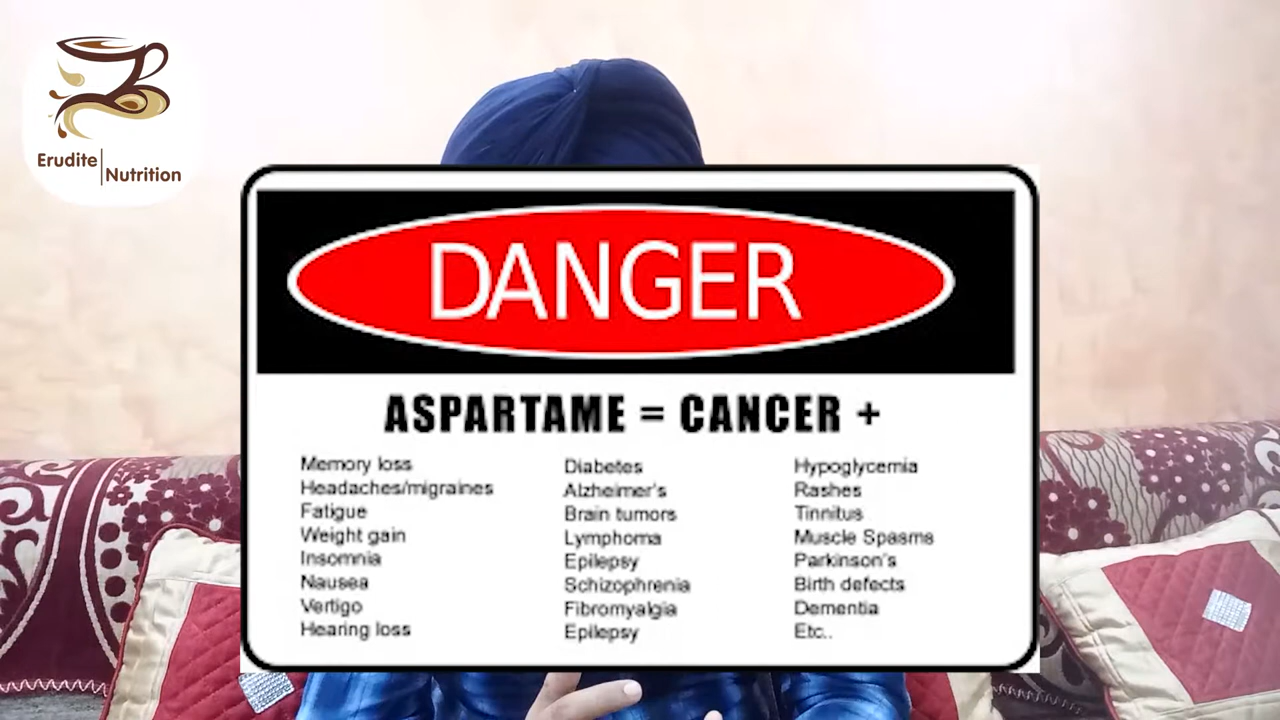 Erudite
Nutrition
DANGER
ASPARTAME = CANCER +
Memory loss
Headaches/migraines
Fatigue
Weight gain
Insomnia
Nausea
Vertigo
Hearing loss
Diabetes
Alzheimer's
Brain tumors
Lymphoma
Epilepsy
Schizophrenia
Fibromyalgia
Epilepsy
Hypoglycemia
Rashes
Tinnitus
Muscle Spasms
Parkinson's
Birth defects
Dementia
Etc..